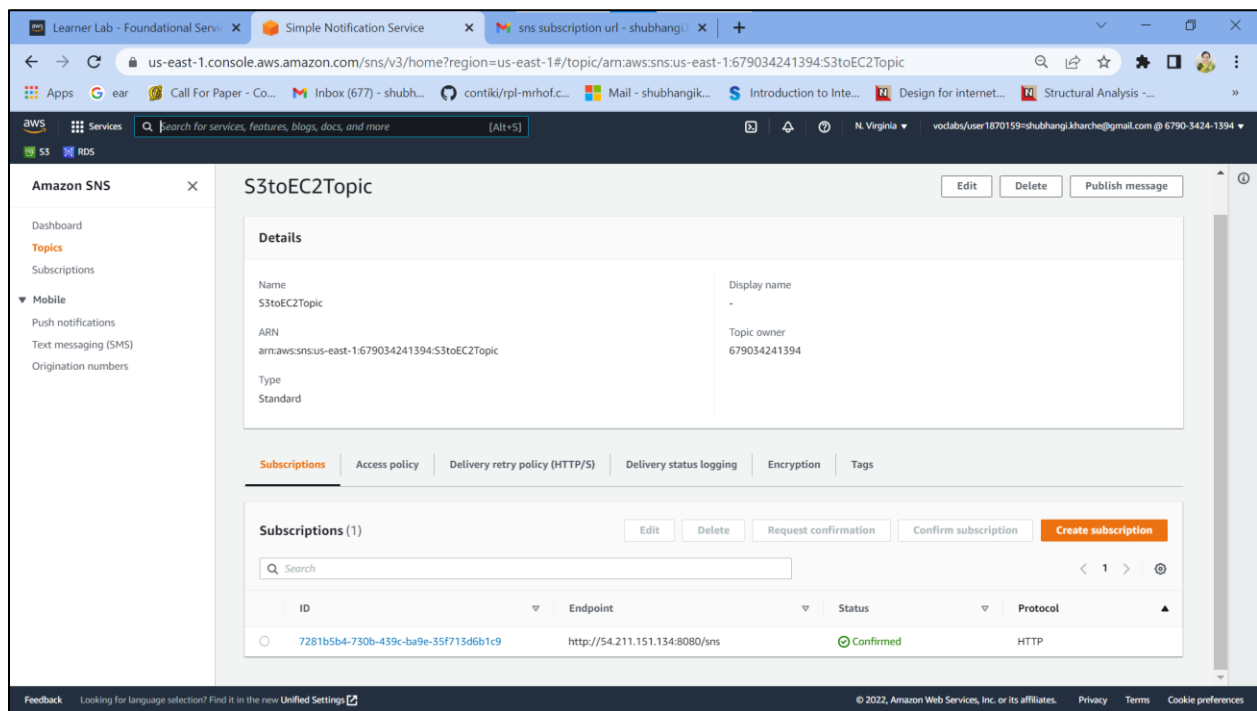 Learner Lab - Foundational Servic
Simple Notification Service
sns subscription url - shubhangi.
us-east-1.console.aws.amazon.com/sns/v3/home?region=us-east-1#/topic/arn:aws:sns:us-east-1:679034241394:S3toEC2Topic
Apps ear Call For Paper - Co... Inbox (677) - shubh... contiki/rpl-mrhof.c... Mail - shubhangik... Introduction to Inte... Design for internet... Structural Analysis -... »
aws Services Search for services, features, blogs, docs, and more [Alt+S] N. Virginia voclabs/user1870159=shubhangi.kharche@gmail.com @ 6790-3424-1394
S3 RDS
Amazon SNS
Dashboard
Topics
Subscriptions
Mobile
Push notifications
Text messaging (SMS)
Origination numbers
S3toEC2Topic Edit Delete Publish message
Details
Name
S3toEC2Topic
ARN
arn:aws:sns:us-east-1:679034241394:S3toEC2Topic
Type
Standard
Display name
-
Topic owner
679034241394
Subscriptions Access policy Delivery retry policy (HTTP/S) Delivery status logging Encryption Tags
Subscriptions (1) Edit Delete Request confirmation Confirm subscription Create subscription
Search 1
ID Endpoint Status Protocol
7281b5b4-730b-439c-ba9e-35f713d6b1c9 http://54.211.151.134:8080/sns Confirmed HTTP
Feedback Looking for language selection? Find it in the new Unified Settings © 2022, Amazon Web Services, Inc. or its affiliates. Privacy Terms Cookie preferences